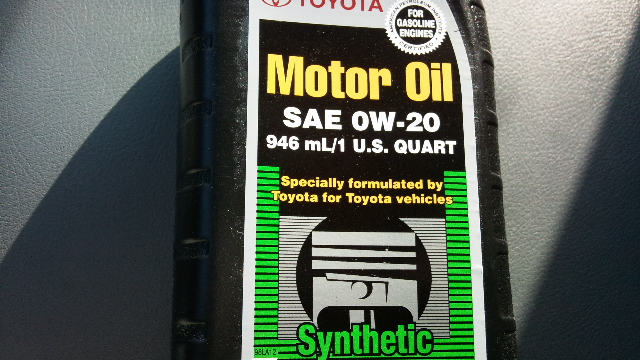 TOYOTA
FOR
GASOLINE
ENGINES
Motor Oil
SAE 0W-20
946 mL/1 U.S. QUART
Specially formulated by
Toyota for Toyota vehicles
Synthetic